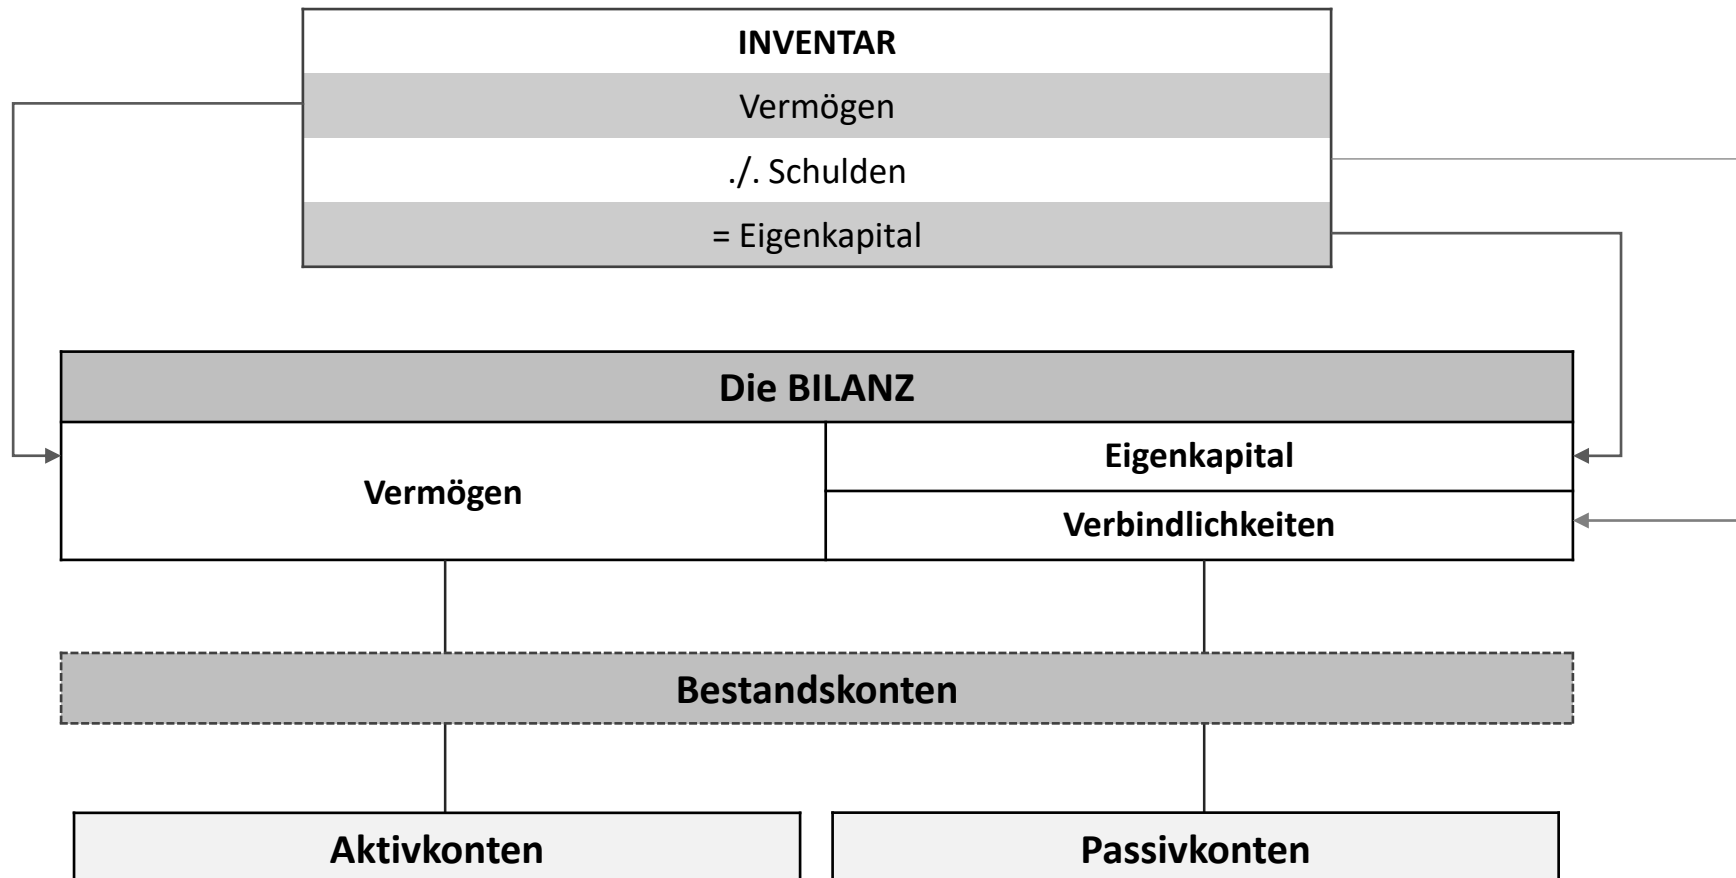 INVENTAR
Vermögen
./. Schulden
= Eigenkapital
Die BILANZ
Vermögen
Eigenkapital
Verbindlichkeiten
Bestandskonten
Aktivkonten
Passivkonten